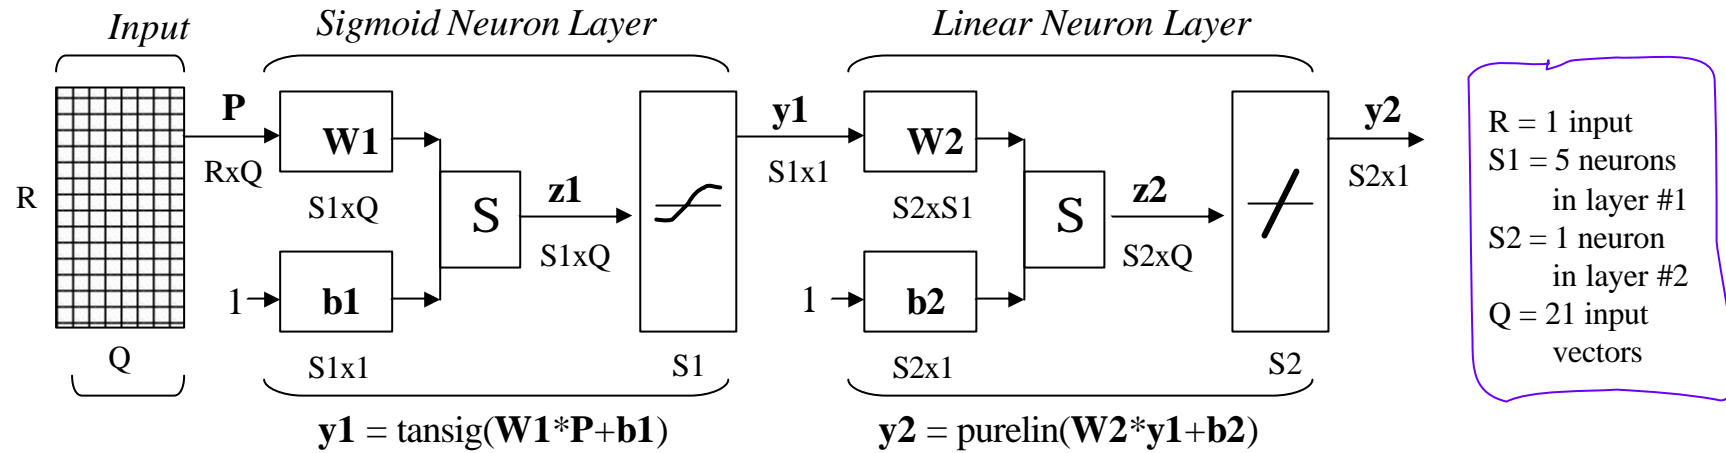 Input
Sigmoid Neuron Layer
Linear Neuron Layer
P
W1
y1
W2
y2
R = 1 input
S1 = 5 neurons
in layer #1
S2 = 1 neuron
in layer #2
Q = 21 input
vectors
RxQ
S1x1
S2x1
R
S1xQ
S
z1
S2xS1
S
z2
S1xQ
S2xQ
1
b1
1
b2
Q
S1x1
S1
S2x1
S2
y1 = tansig(W1*P+b1)
y2 = purelin(W2*y1+b2)